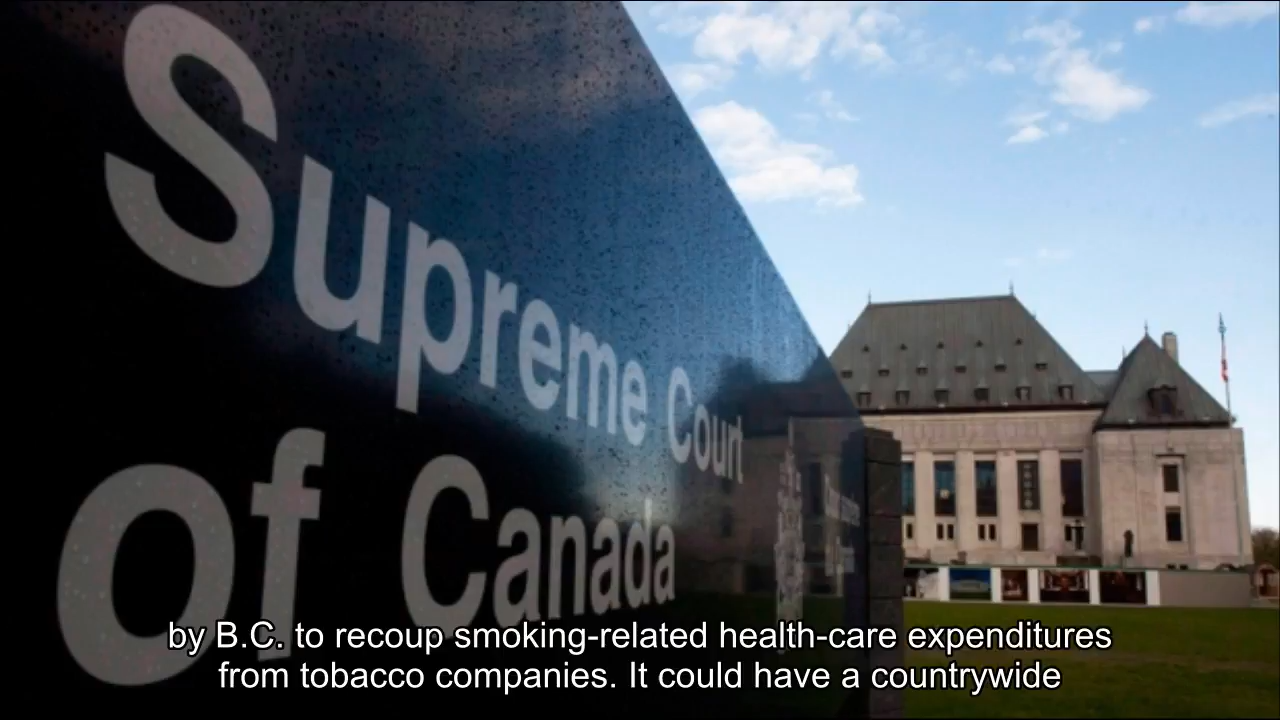 Supreme Court
of Canada
by B.C. to recoup smoking-related health-care expenditures
from tobacco companies. It could have a countrywide